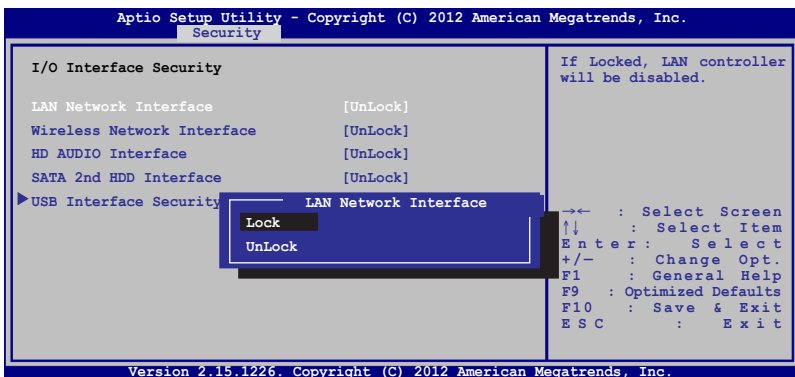 Aptio Setup Utility - Copyright (C) 2012 American Megatrends, Inc.
Security
I/O Interface Security
LAN Network Interface [UnLock]
Wireless Network Interface [UnLock]
HD AUDIO Interface [UnLock]
SATA 2nd HDD Interface [UnLock]
USB Interface Security
LAN Network Interface
Lock
UnLock
If Locked, LAN controller
will be disabled.
→← : Select Screen
↑↓ : Select Item
Enter: Select
+/— : Change Opt.
F1 : General Help
F9 : Optimized Defaults
F10 : Save & Exit
ESC : Exit
Version 2.15.1226. Copyright (C) 2012 American Megatrends, Inc.